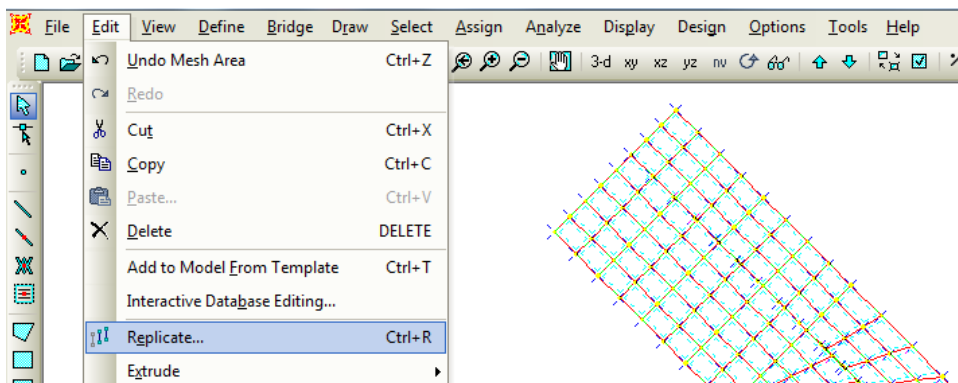 File Edit View Define Bridge Draw Select Assign Analyze Display Design Options Tools Help
3-d xy xz yz nv
Undo Mesh Area Ctrl+Z
Redo
Cut Ctrl+X
Copy Ctrl+C
Paste... Ctrl+V
Delete DELETE
Add to Model From Template Ctrl+T
Interactive Database Editing...
Replicate... Ctrl+R
Extrude